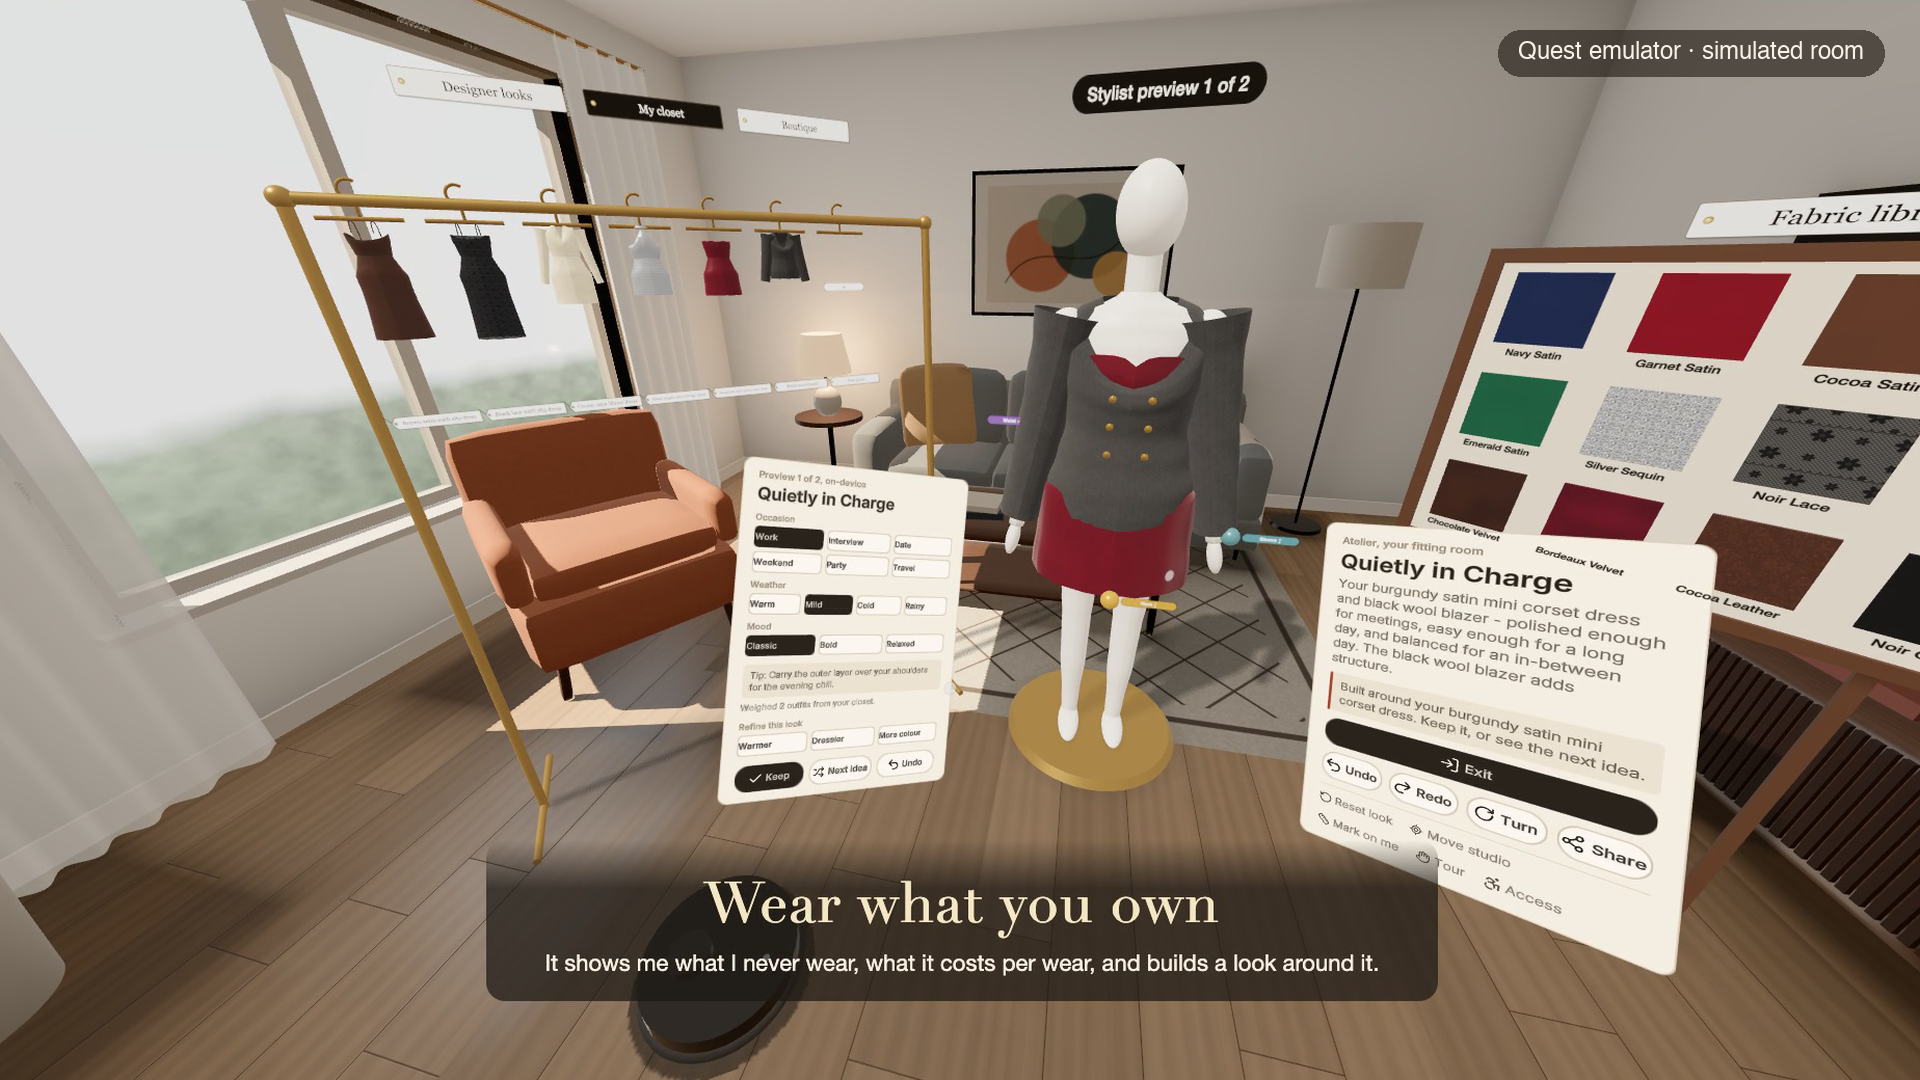 Quest emulator · simulated room
Designer looks
My closet
Boutique
Stylist preview 1 of 2
Fabric
Navy Satin
Garnet Satin
Cocoa Satin
Emerald Satin
Silver Sequin
Noir Lace
Chocolate Velvet
Bordeaux Velvet
Cocoa Leather
Noir
Preview 1 of 2, on-device
Quietly in Charge
Occasion
Work
Interview
Date
Weekend
Party
Travel
Weather
Warm
Mild
Cold
Rainy
Mood
Classic
Bold
Relaxed
Tip: Carry the outer layer over your shoulders
for the evening chill.
Weighed 2 outfits from your closet.
Refine this look
Warmer
Dressier
More colour
Keep
Next idea
Undo
Atelier, your fitting room
Quietly in Charge
Your burgundy satin mini corset dress
and black wool blazer - polished enough
for meetings, easy enough for a long
day, and balanced for an in-between
day. The black wool blazer adds
structure.
Built around your burgundy satin mini
corset dress. Keep it, or see the next idea.
Exit
Undo
Redo
Turn
Share
Reset look
Move studio
Mark on me
Tour
Access
Wear what you own
It shows me what I never wear, what it costs per wear, and builds a look around it.